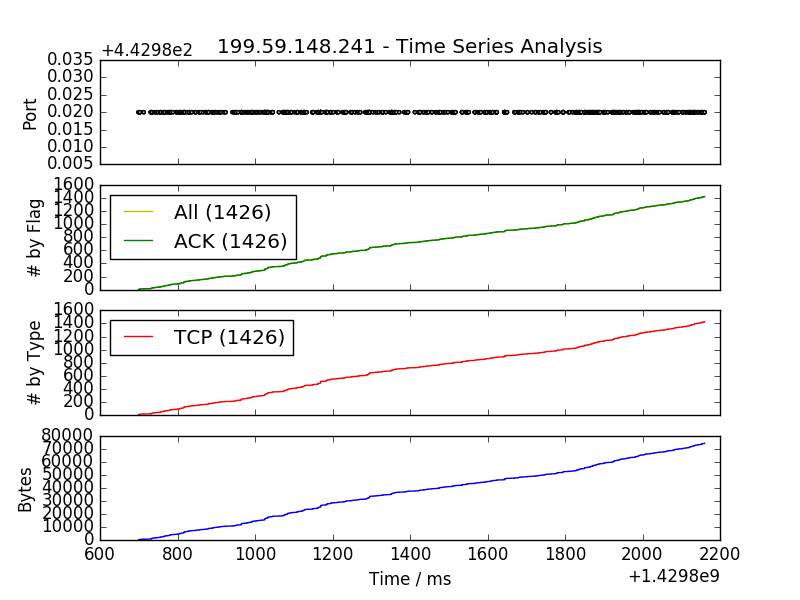 +4.4298e2
199.59.148.241 - Time Series Analysis
0.035
0.030
0.025
0.020
0.015
0.010
0.005
Port
1600
1400
1200
1000
800
600
400
200
0
# by Flag
All (1426)
ACK (1426)
1600
1400
1200
1000
800
600
400
200
0
# by Type
TCP (1426)
80000
70000
60000
50000
40000
30000
20000
10000
0
Bytes
600 800 1000 1200 1400 1600 1800 2000 2200
Time / ms
+1.4298e9